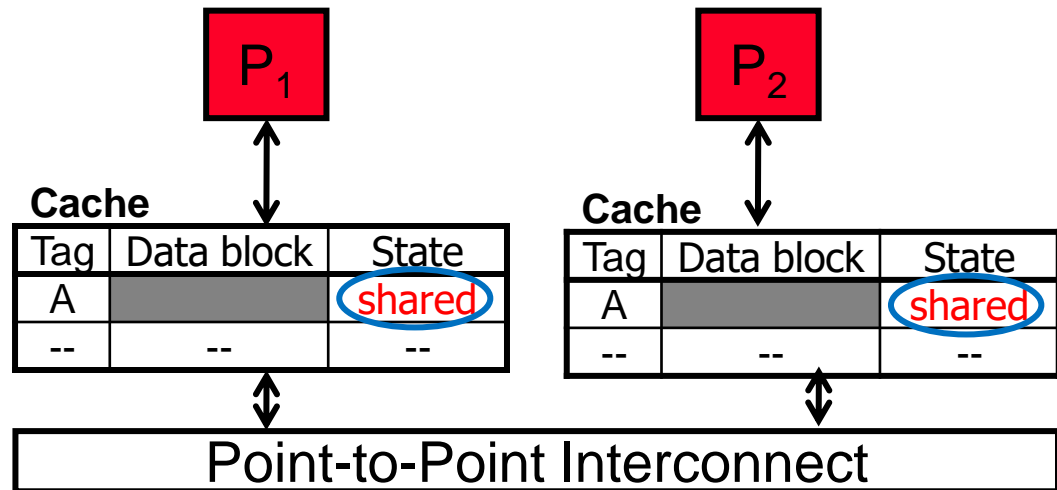 P₁ P₂
Cache Cache
Tag Data block State Tag Data block State
A shared A shared
-- -- -- -- -- --
Point-to-Point Interconnect